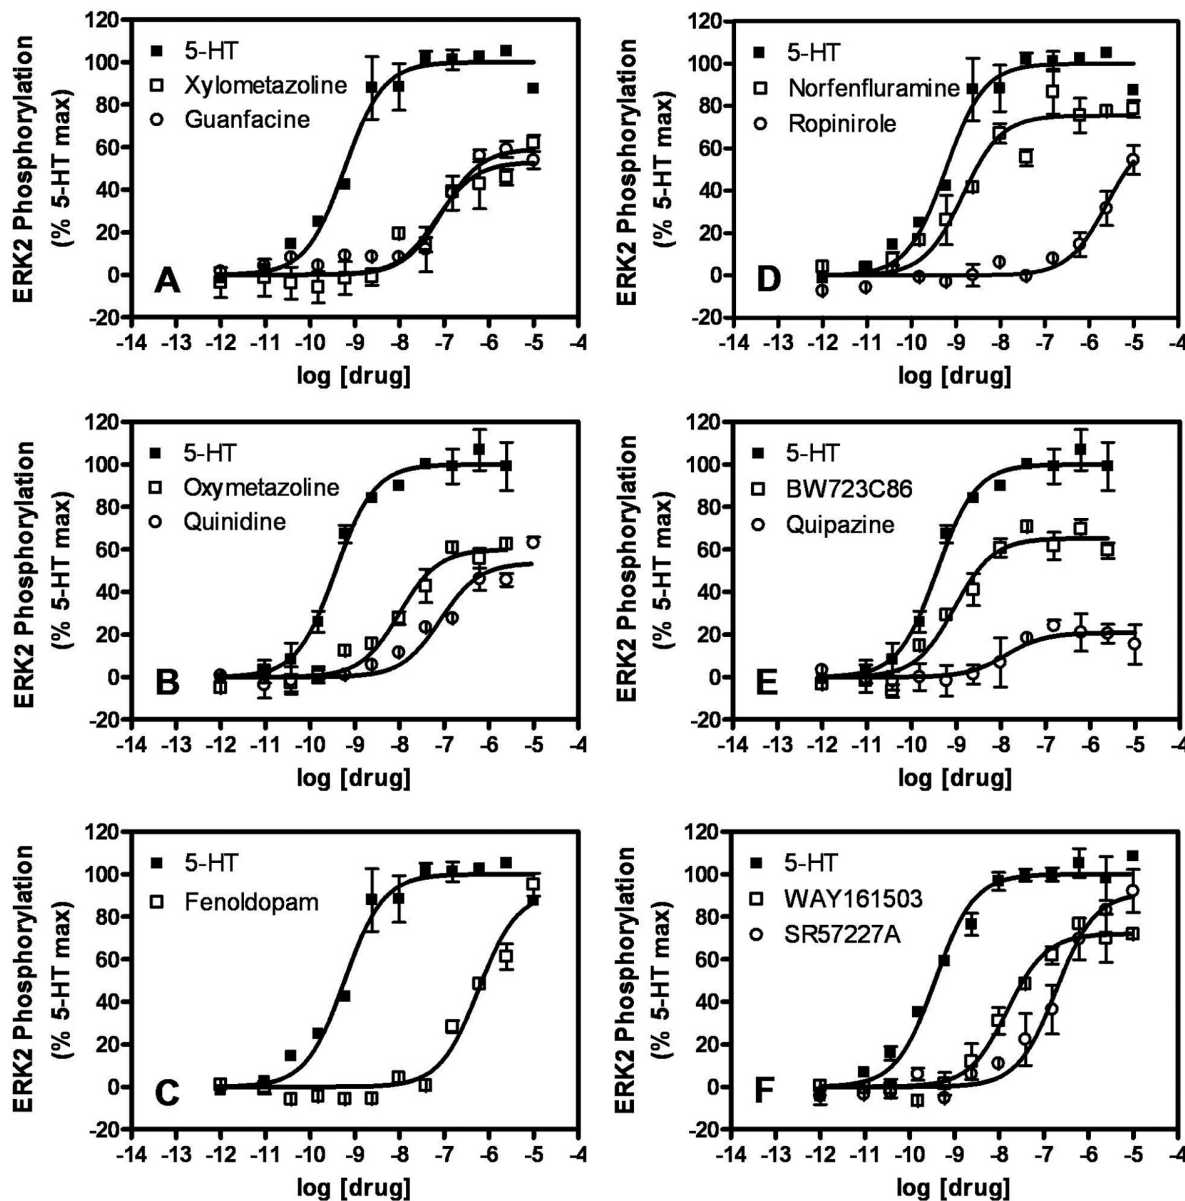 ERK2 Phosphorylation
(% 5-HT max)
120
100
80
60
40
20
0
-20
5-HT
Xylometazoline
Guanfacine
A
-13 -12 -11 -10 -9 -8 -7 -6 -5 -4
log [drug]
ERK2 Phosphorylation
(% 5-HT max)
120
100
80
60
40
20
0
-20
5-HT
Norfenfluramine
Ropinirole
D
-14 -13 -12 -11 -10 -9 -8 -7 -6 -5 -4
log [drug]
ERK2 Phosphorylation
(% 5-HT max)
120
100
80
60
40
20
0
-20
5-HT
Oxymetazoline
Quinidine
B
-14 -13 -12 -11 -10 -9 -8 -7 -6 -5 -4
log [drug]
ERK2 Phosphorylation
(% 5-HT max)
120
100
80
60
40
20
0
-20
5-HT
BW723C86
Quipazine
E
-14 -13 -12 -11 -10 -9 -8 -7 -6 -5 -4
log [drug]
ERK2 Phosphorylation
(% 5-HT max)
120
100
80
60
40
20
0
-20
5-HT
Fenoldopam
C
-14 -13 -12 -11 -10 -9 -8 -7 -6 -5 -4
log [drug]
ERK2 Phosphorylation
(% 5-HT max)
120
100
80
60
40
20
0
-20
5-HT
WAY161503
SR57227A
F
-14 -13 -12 -11 -10 -9 -8 -7 -6 -5 -4
log [drug]